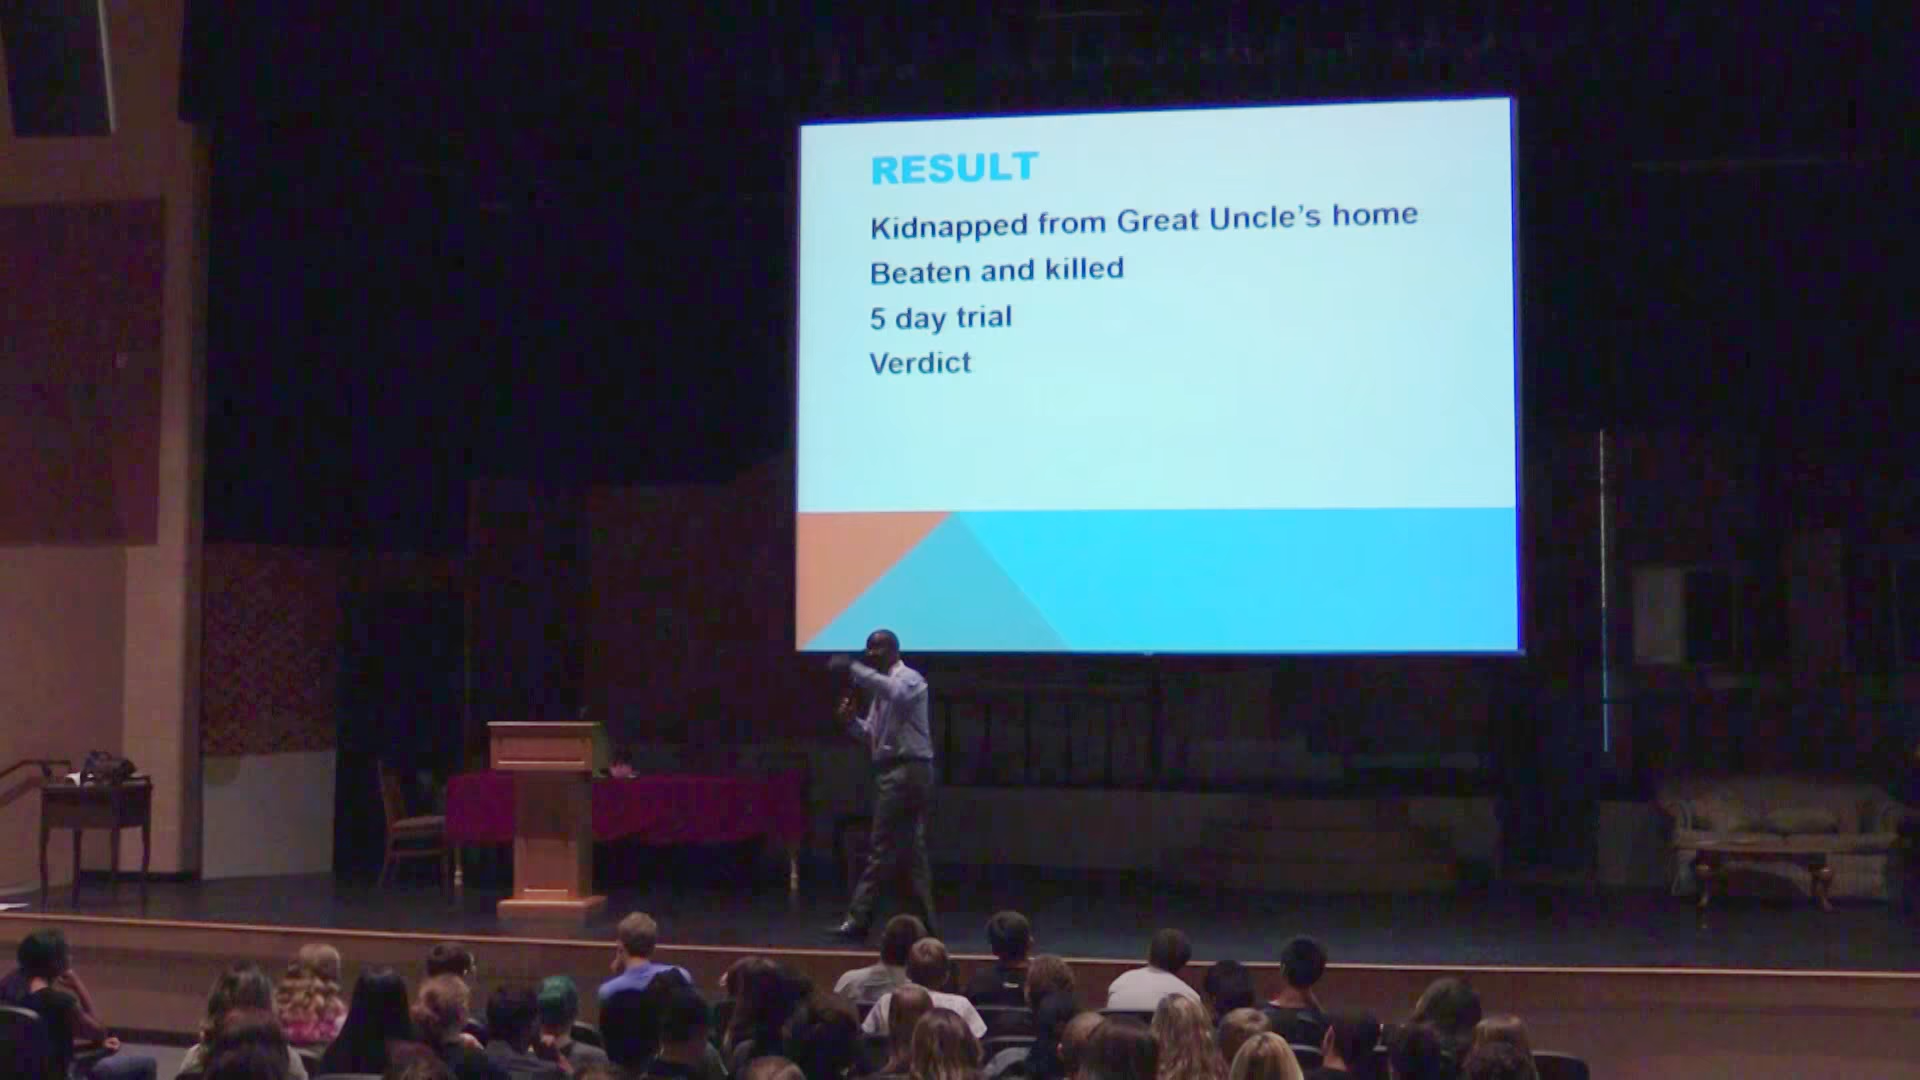 RESULT
Kidnapped from Great Uncle's home
Beaten and killed
5 day trial
Verdict